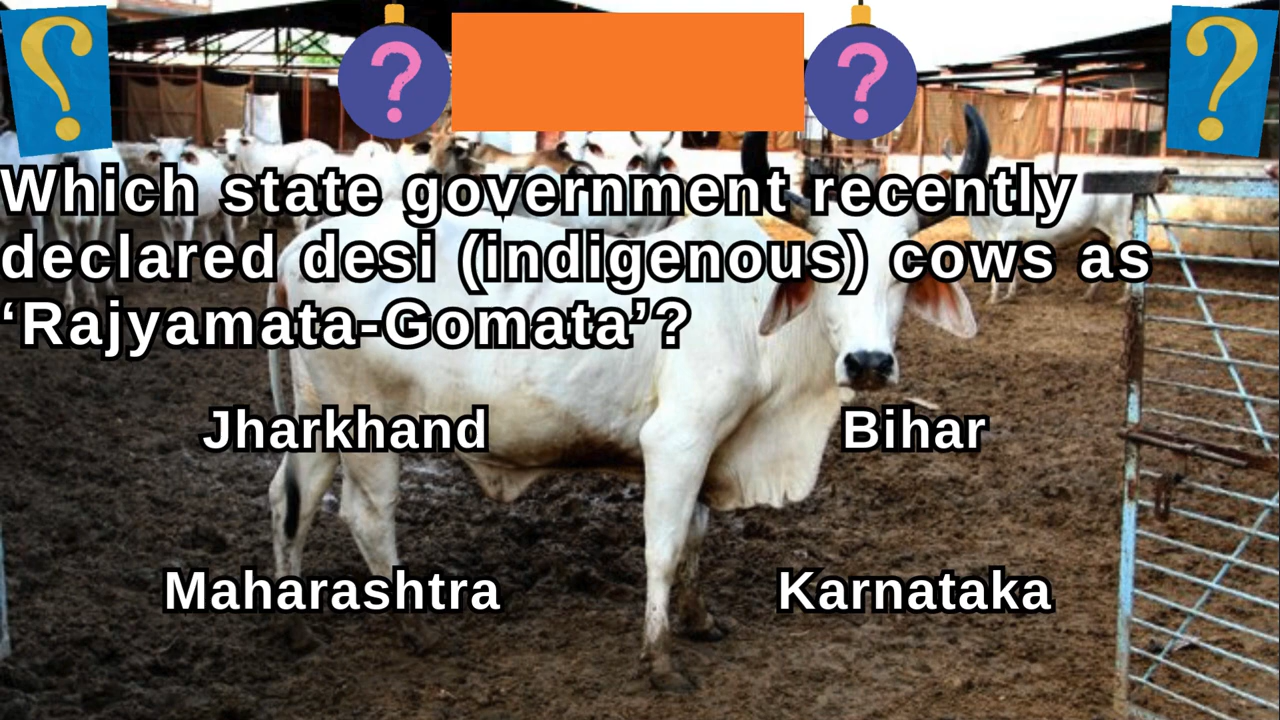 ? ? ? ?
Which state government recently
declared desi (indigenous) cows as
‘Rajyamata-Gomata’?
Jharkhand Bihar
Maharashtra Karnataka